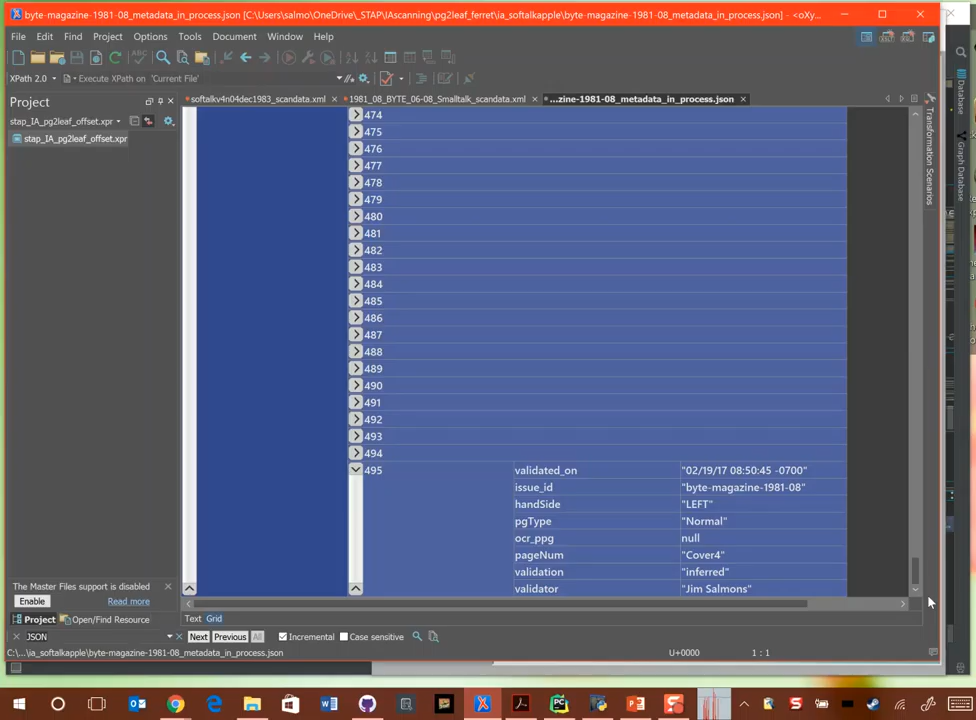 byte-magazine-1981-08_metadata_in_process.json [C:\Users\salmo\OneDrive\_STAP\IAscanning\pg2leaf_ferret\ia_softalkapple\byte-magazine-1981-08_metadata_in_process.json] - <oXy...
File Edit Find Project Options Tools Document Window Help
XPath 2.0 Execute XPath on 'Current File'
Project
softalkv4n04dec1983_scandata.xml
1981_08_BYTE_06-08_Smalltalk_scandata.xml
...zine-1981-08_metadata_in_process.json
stap_IA_pg2leaf_offset.xpr
stap_IA_pg2leaf_offset.xpr
474
475
476
477
478
479
480
481
482
483
484
485
486
487
488
489
490
491
492
493
494
495 validated_on "02/19/17 08:50:45 -0700"
issue_id "byte-magazine-1981-08"
handSide "LEFT"
pgType "Normal"
ocr_ppg null
pageNum "Cover4"
validation "inferred"
validator "Jim Salmons"
Transformation Scenarios
Database
Graph Database
The Master Files support is disabled
Enable Read more
Project Open/Find Resource
Text Grid
JSON Next Previous All Incremental Case sensitive
C:\...\ia_softalkapple\byte-magazine-1981-08_metadata_in_process.json U+0000 1 : 1